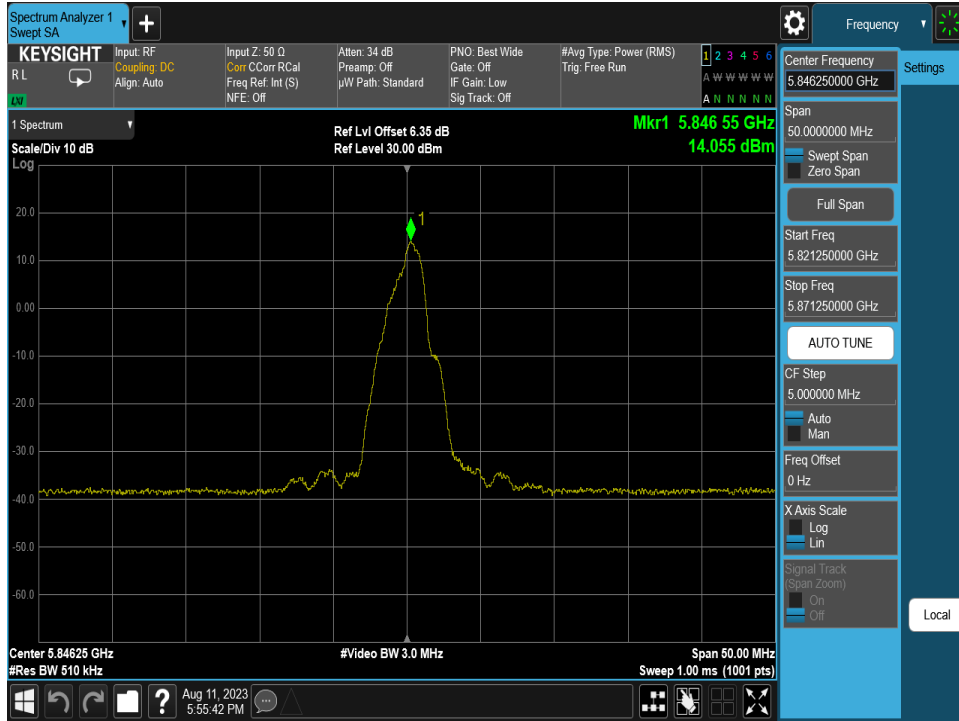 Spectrum Analyzer 1
Swept SA
+
Frequency
KEYSIGHT
R L
LXI
Input: RF
Coupling: DC
Align: Auto
Input Z: 50 Ω
Corr CCorr RCal
Freq Ref: Int (S)
NFE: Off
Atten: 34 dB
Preamp: Off
µW Path: Standard
PNO: Best Wide
Gate: Off
IF Gain: Low
Sig Track: Off
#Avg Type: Power (RMS)
Trig: Free Run
1 2 3 4 5 6
A W W W W W
A N N N N N
1 Spectrum
Scale/Div 10 dB
Ref Lvl Offset 6.35 dB
Ref Level 30.00 dBm
Mkr1 5.846 55 GHz
14.055 dBm
Log
20.0
10.0
0.00
-10.0
-20.0
-30.0
-40.0
-50.0
-60.0
1
Center 5.84625 GHz
#Res BW 510 kHz
#Video BW 3.0 MHz
Span 50.00 MHz
Sweep 1.00 ms (1001 pts)
Center Frequency
5.846250000 GHz
Settings
Span
50.0000000 MHz
Swept Span
Zero Span
Full Span
Start Freq
5.821250000 GHz
Stop Freq
5.871250000 GHz
AUTO TUNE
CF Step
5.000000 MHz
Auto
Man
Freq Offset
0 Hz
X Axis Scale
Log
Lin
Signal Track
(Span Zoom)
On
Off
Local
?
Aug 11, 2023
5:55:42 PM